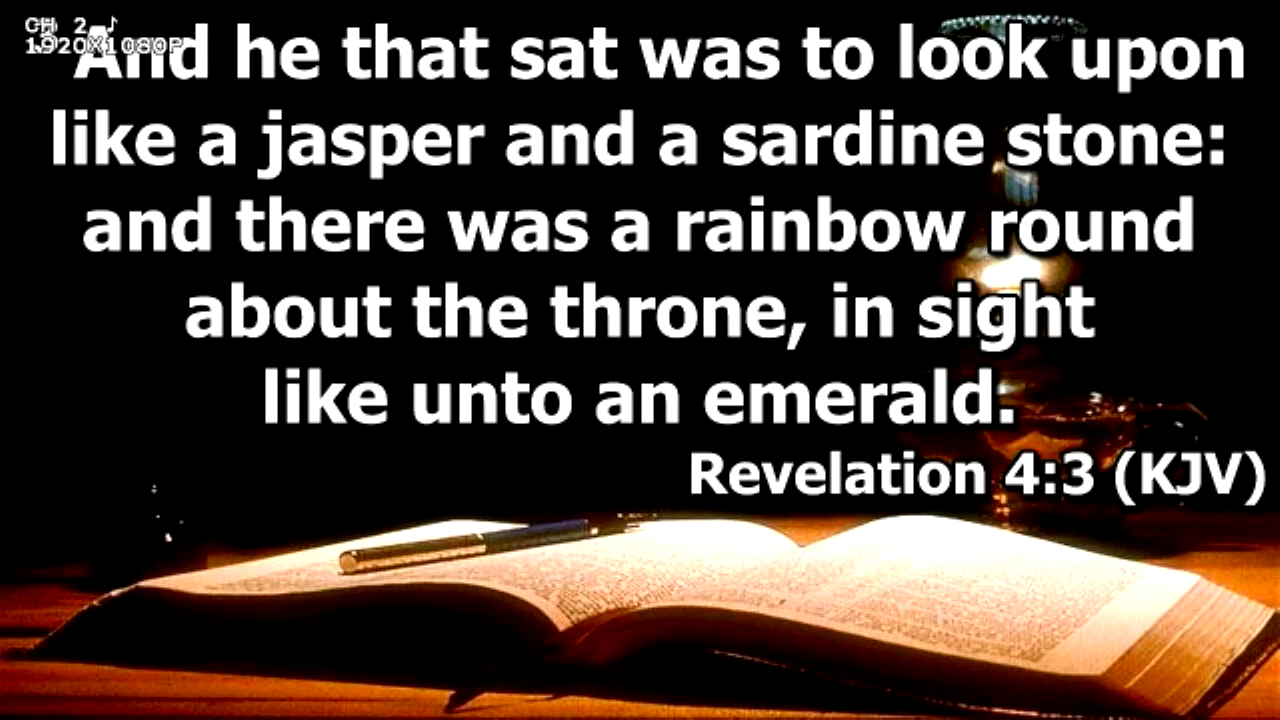 CH 2 ♪
1920X1080P
And he that sat was to look upon
like a jasper and a sardine stone:
and there was a rainbow round
about the throne, in sight
like unto an emerald.
Revelation 4:3 (KJV)